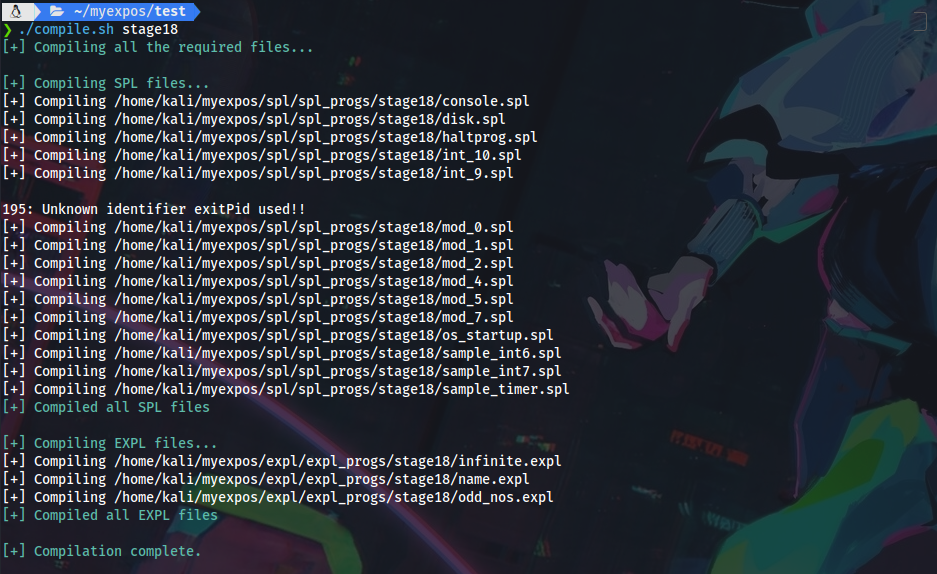 ~/myexpos/test
❯ ./compile.sh stage18
[+] Compiling all the required files...
[+] Compiling SPL files...
[+] Compiling /home/kali/myexpos/spl/spl_progs/stage18/console.spl
[+] Compiling /home/kali/myexpos/spl/spl_progs/stage18/disk.spl
[+] Compiling /home/kali/myexpos/spl/spl_progs/stage18/haltprog.spl
[+] Compiling /home/kali/myexpos/spl/spl_progs/stage18/int_10.spl
[+] Compiling /home/kali/myexpos/spl/spl_progs/stage18/int_9.spl
195: Unknown identifier exitPid used!!
[+] Compiling /home/kali/myexpos/spl/spl_progs/stage18/mod_0.spl
[+] Compiling /home/kali/myexpos/spl/spl_progs/stage18/mod_1.spl
[+] Compiling /home/kali/myexpos/spl/spl_progs/stage18/mod_2.spl
[+] Compiling /home/kali/myexpos/spl/spl_progs/stage18/mod_4.spl
[+] Compiling /home/kali/myexpos/spl/spl_progs/stage18/mod_5.spl
[+] Compiling /home/kali/myexpos/spl/spl_progs/stage18/mod_7.spl
[+] Compiling /home/kali/myexpos/spl/spl_progs/stage18/os_startup.spl
[+] Compiling /home/kali/myexpos/spl/spl_progs/stage18/sample_int6.spl
[+] Compiling /home/kali/myexpos/spl/spl_progs/stage18/sample_int7.spl
[+] Compiling /home/kali/myexpos/spl/spl_progs/stage18/sample_timer.spl
[+] Compiled all SPL files
[+] Compiling EXPL files...
[+] Compiling /home/kali/myexpos/expl/expl_progs/stage18/infinite.expl
[+] Compiling /home/kali/myexpos/expl/expl_progs/stage18/name.expl
[+] Compiling /home/kali/myexpos/expl/expl_progs/stage18/odd_nos.expl
[+] Compiled all EXPL files
[+] Compilation complete.